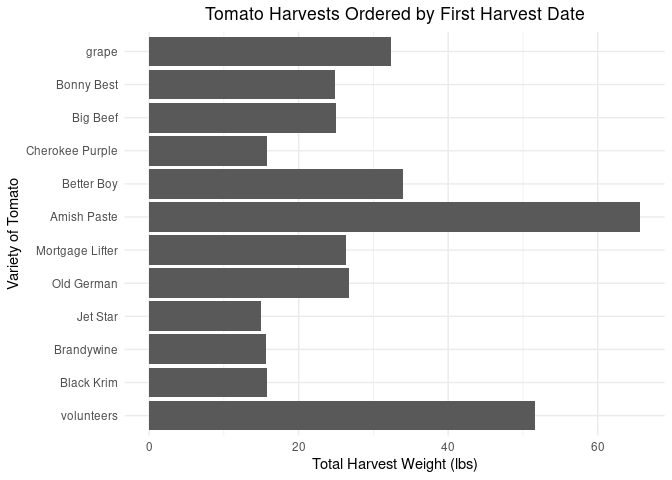 Tomato Harvests Ordered by First Harvest Date
Variety of Tomato
grape
Bonny Best
Big Beef
Cherokee Purple
Better Boy
Amish Paste
Mortgage Lifter
Old German
Jet Star
Brandywine
Black Krim
volunteers
0 20 40 60
Total Harvest Weight (lbs)